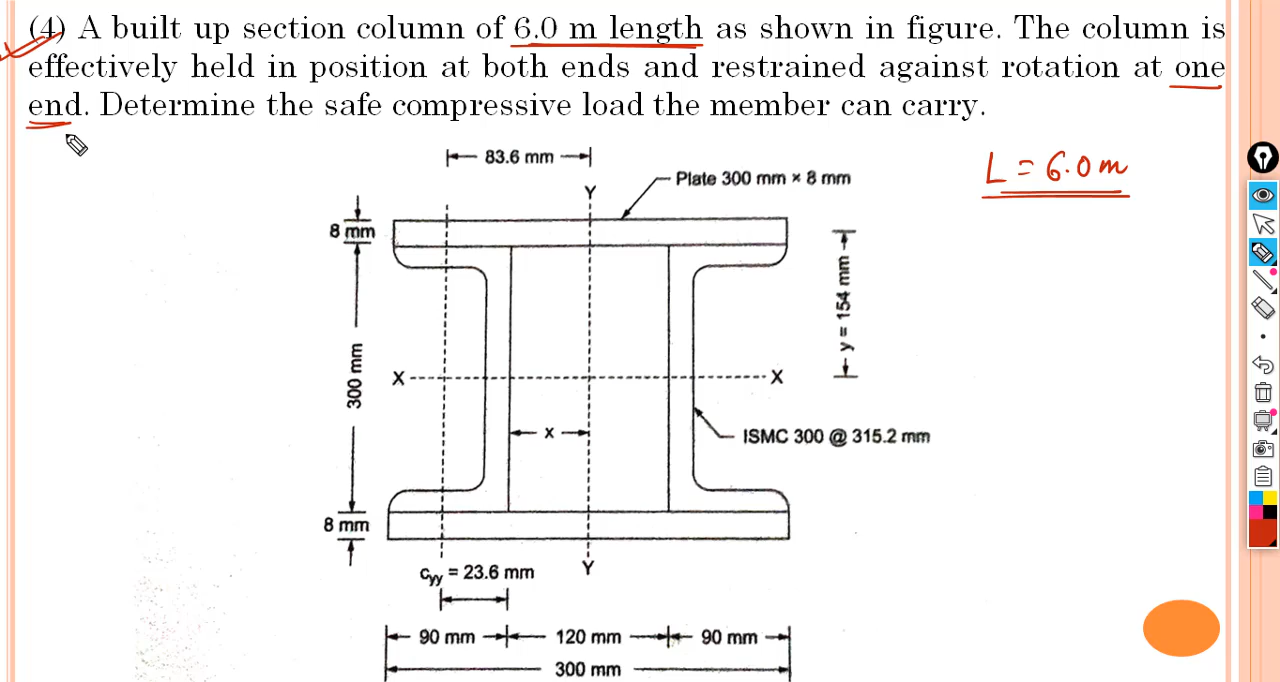 (4) A built up section column of 6.0 m length as shown in figure. The column is
effectively held in position at both ends and restrained against rotation at one
end. Determine the safe compressive load the member can carry.
83.6 mm
Plate 300 mm × 8 mm
L = 6.0 m
Y
8 mm
y = 154 mm
300 mm
X
X
x
ISMC 300 @ 315.2 mm
8 mm
Cyy = 23.6 mm
Y
90 mm
120 mm
90 mm
300 mm